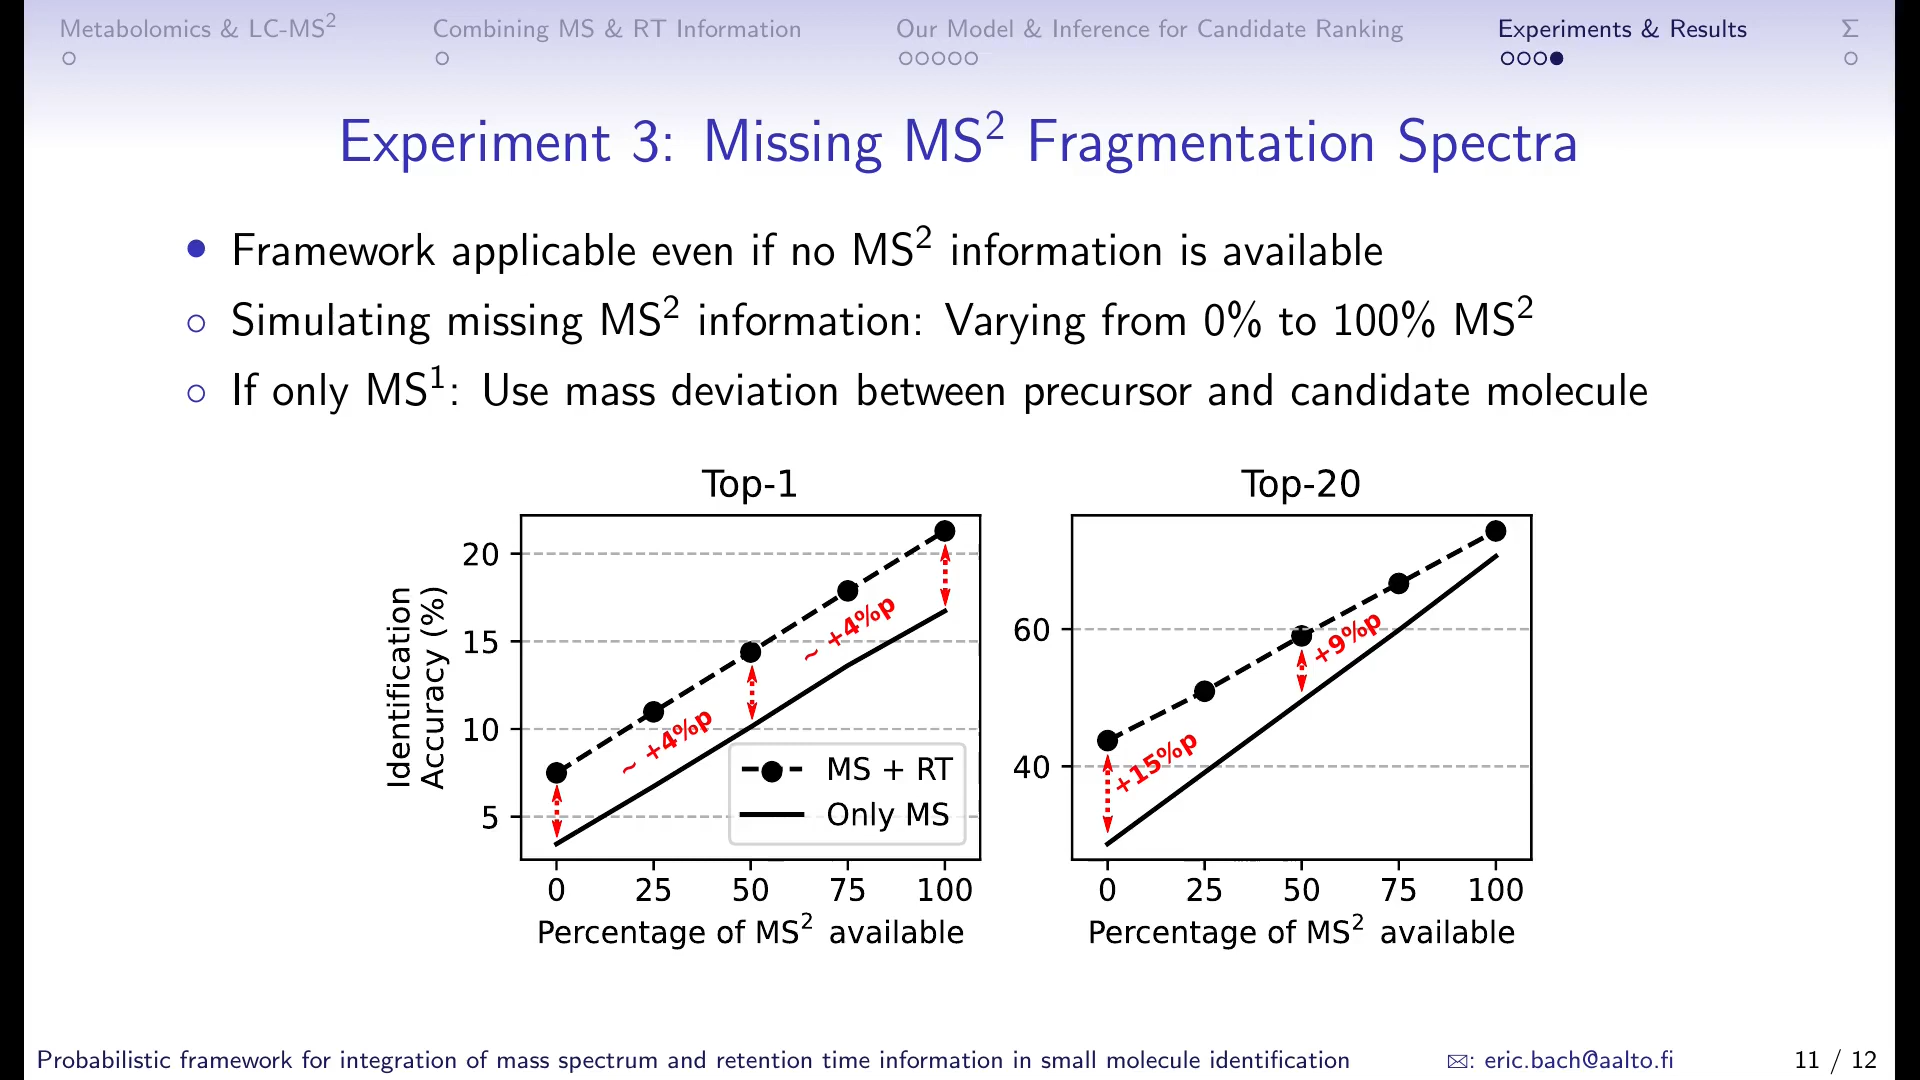 Metabolomics & LC-MS²
Combining MS & RT Information
Our Model & Inference for Candidate Ranking
Experiments & Results
Σ
Experiment 3: Missing MS² Fragmentation Spectra
Framework applicable even if no MS² information is available
Simulating missing MS² information: Varying from 0% to 100% MS²
If only MS¹: Use mass deviation between precursor and candidate molecule
Top-1
Identification
Accuracy (%)
20
15
10
5
~ +4%p
~ +4%p
MS + RT
Only MS
0 25 50 75 100
Percentage of MS² available
Top-20
60
40
+15%p
+9%p
0 25 50 75 100
Percentage of MS² available
Probabilistic framework for integration of mass spectrum and retention time information in small molecule identification
✉: eric.bach@aalto.fi
11 / 12